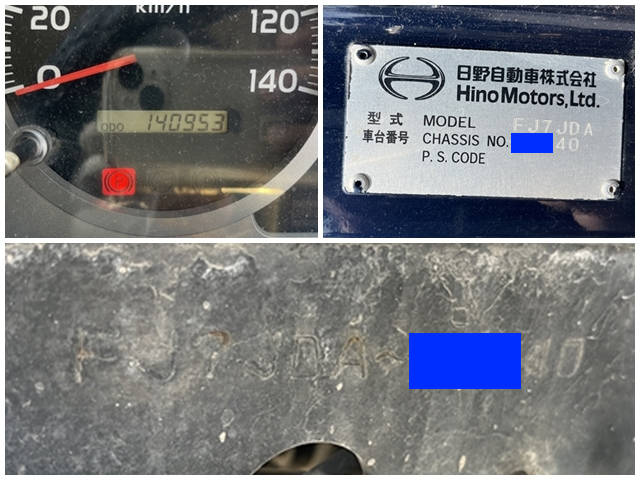 km/h
20
120
0
140
ODO 140953
日野自動車株式会社
Hino Motors, Ltd.
型式 MODEL FJ7JDA
車台番号 CHASSIS NO. 40
P.S. CODE
FJ7JDA-40